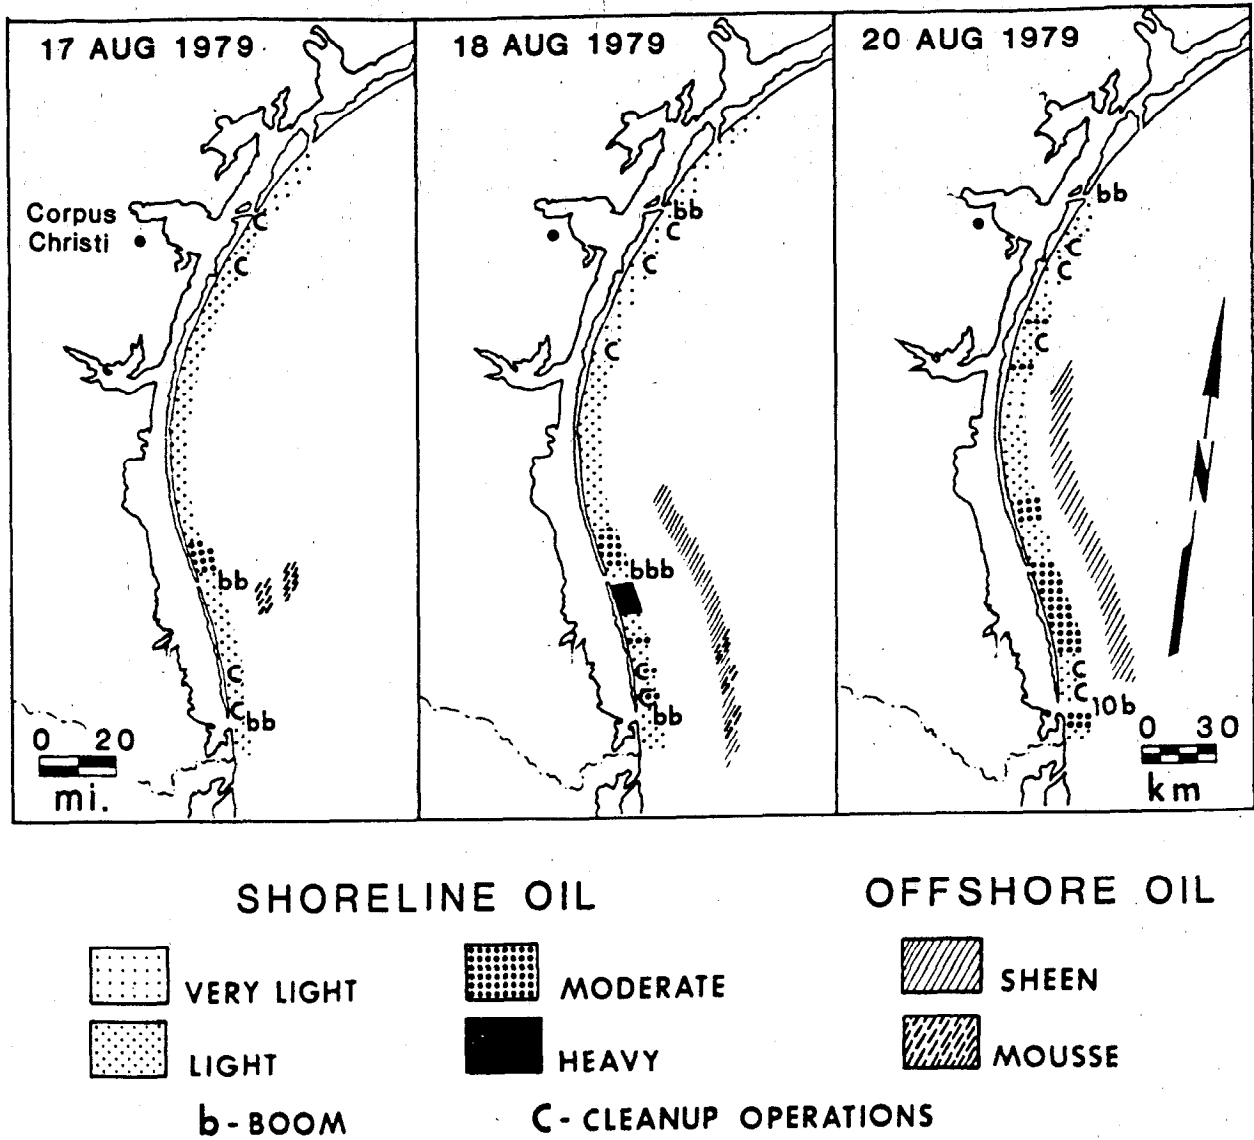 17 AUG 1979
18 AUG 1979
20 AUG 1979
Corpus
Christi
C
C
bb
C
C
bb
0 20
mi.
bb
C
C
C
bbb
C
C
bb
bb
C
C
C
C
C
10b
0 30
km
SHORELINE OIL
OFFSHORE OIL
VERY LIGHT
MODERATE
SHEEN
LIGHT
HEAVY
MOUSSE
b - BOOM
C - CLEANUP OPERATIONS